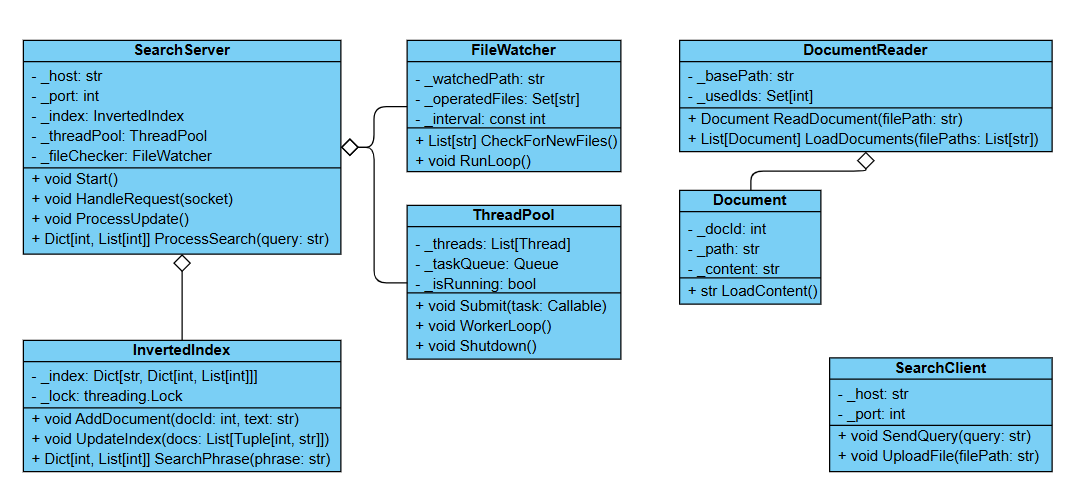 SearchServer
- _host: str
- _port: int
- _index: InvertedIndex
- _threadPool: ThreadPool
- _fileChecker: FileWatcher
+ void Start()
+ void HandleRequest(socket)
+ void ProcessUpdate()
+ Dict[int, List[int]] ProcessSearch(query: str)
FileWatcher
- _watchedPath: str
- _operatedFiles: Set[str]
- _interval: const int
+ List[str] CheckForNewFiles()
+ void RunLoop()
DocumentReader
- _basePath: str
- _usedIds: Set[int]
+ Document ReadDocument(filePath: str)
+ List[Document] LoadDocuments(filePaths: List[str])
ThreadPool
- _threads: List[Thread]
- _taskQueue: Queue
- _isRunning: bool
+ void Submit(task: Callable)
+ void WorkerLoop()
+ void Shutdown()
Document
- _docId: int
- _path: str
- _content: str
+ str LoadContent()
InvertedIndex
- _index: Dict[str, Dict[int, List[int]]]
- _lock: threading.Lock
+ void AddDocument(docId: int, text: str)
+ void UpdateIndex(docs: List[Tuple[int, str]])
+ Dict[int, List[int]] SearchPhrase(phrase: str)
SearchClient
- _host: str
- _port: int
+ void SendQuery(query: str)
+ void UploadFile(filePath: str)